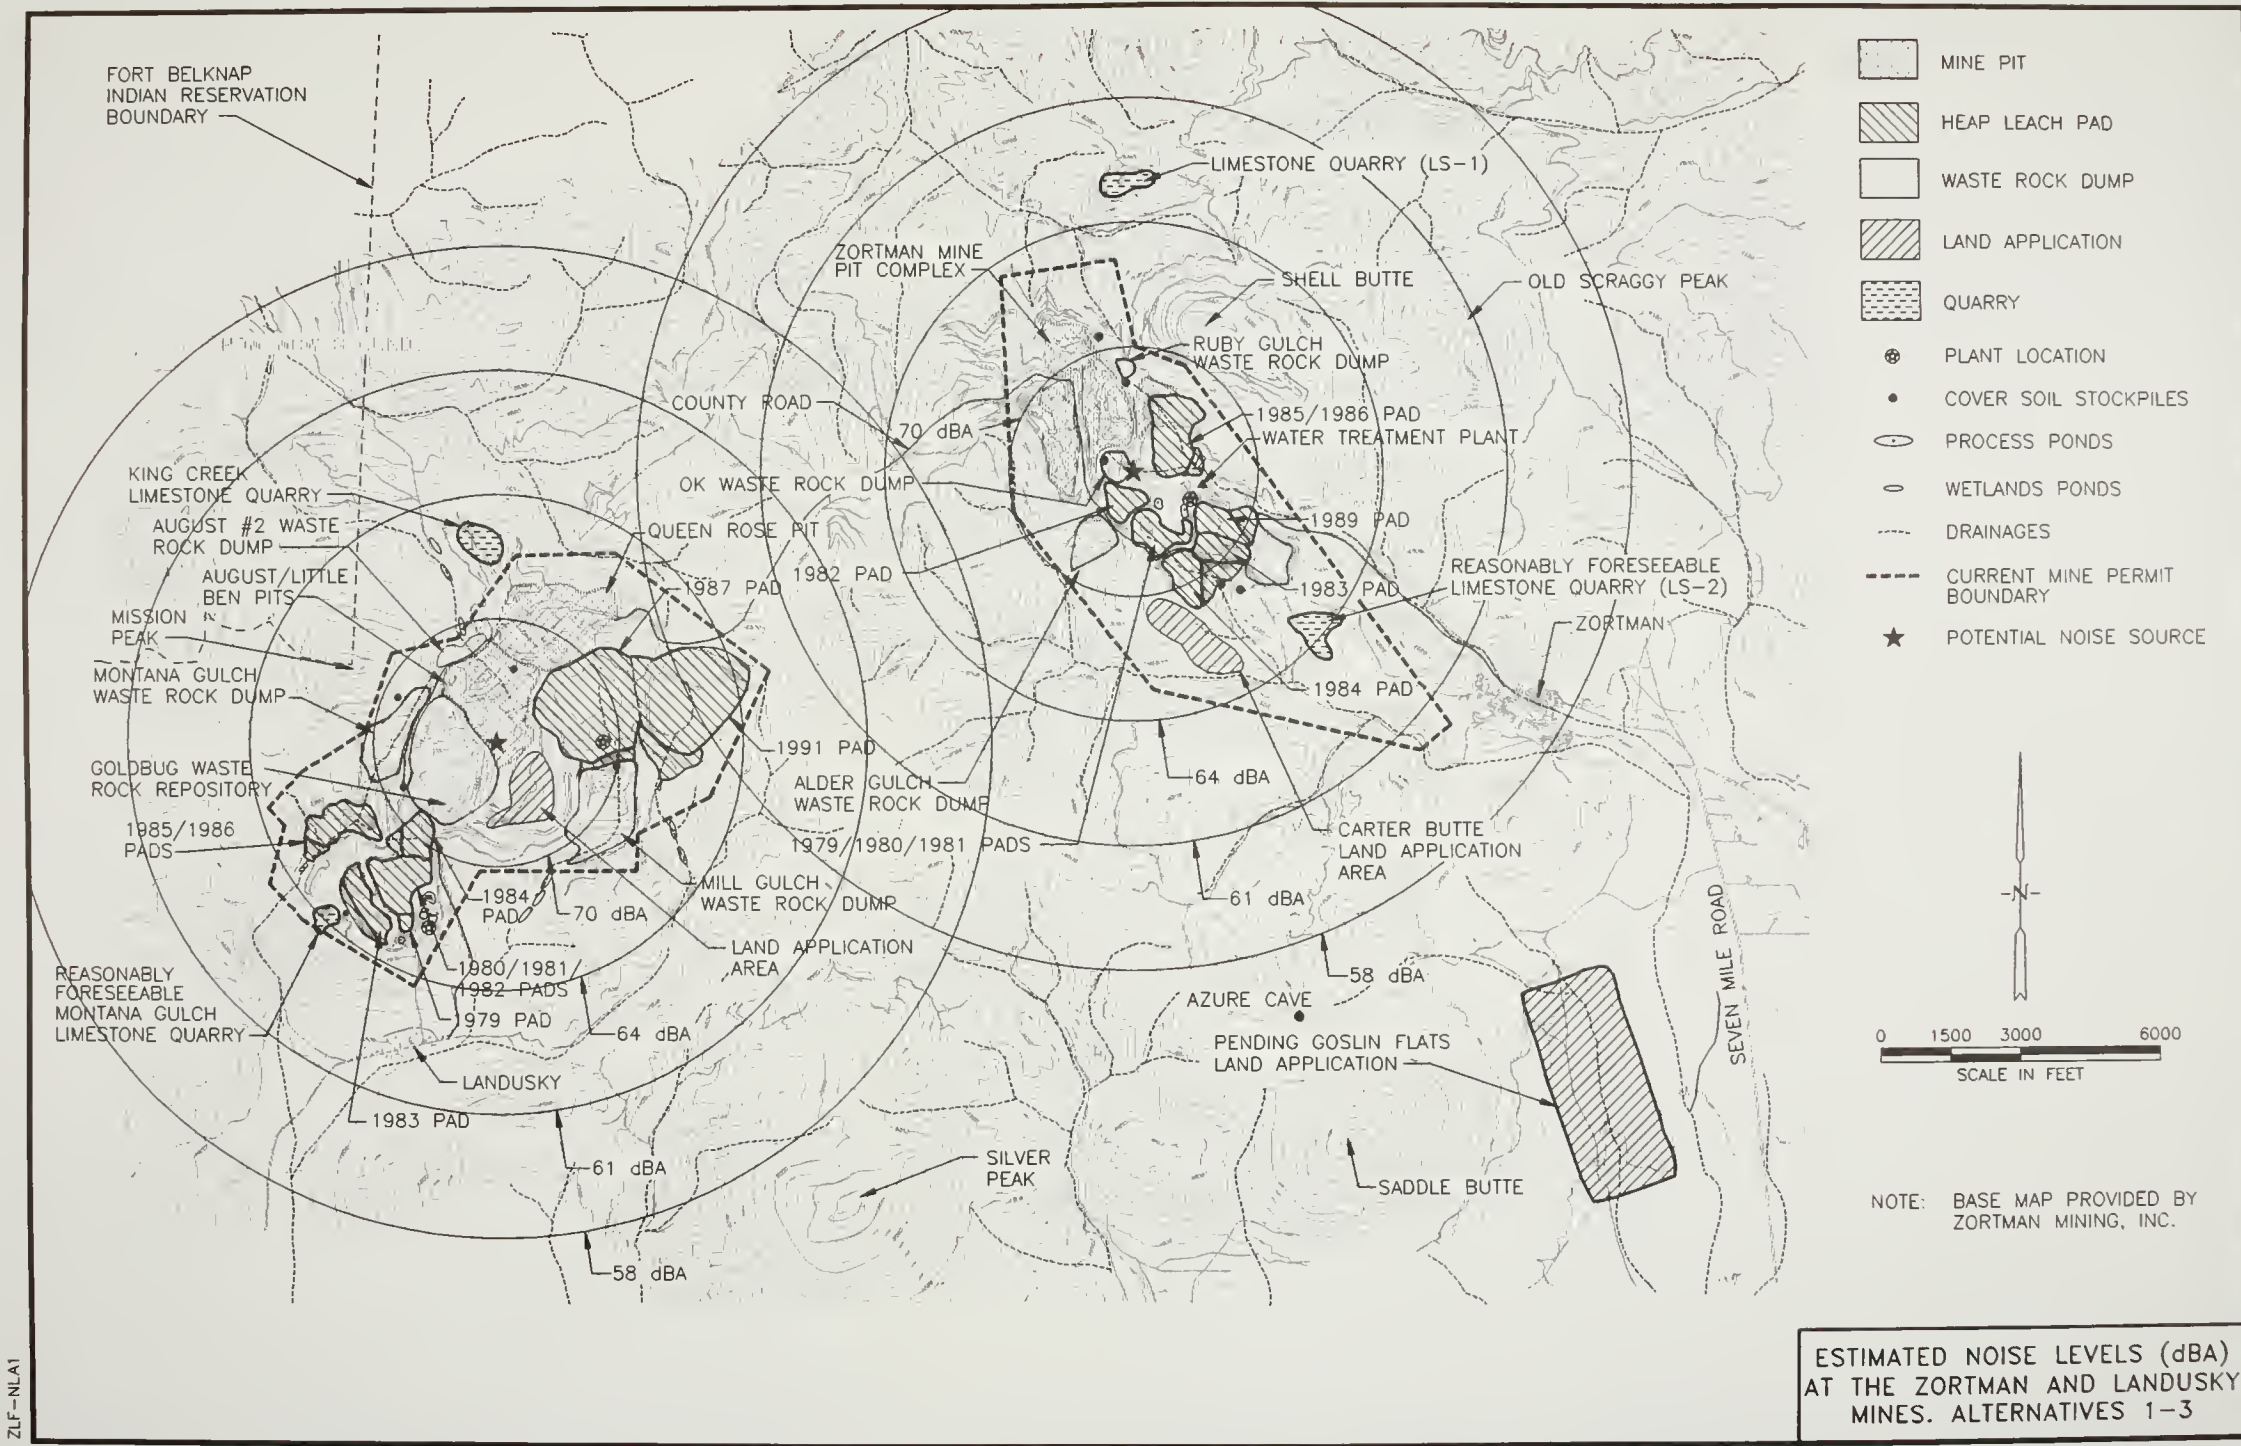 FORT BELKNAP
INDIAN RESERVATION
BOUNDARY
LIMESTONE QUARRY (LS-1)
ZORTMAN MINE
PIT COMPLEX
SHELL BUTTE
OLD SCRAGGY PEAK
RUBY GULCH
WASTE ROCK DUMP
COUNTY ROAD
70 dBA
1985/1986 PAD
WATER TREATMENT PLANT
KING CREEK
LIMESTONE QUARRY
OK WASTE ROCK DUMP
AUGUST #2 WASTE
ROCK DUMP
QUEEN ROSE PIT
1989 PAD
AUGUST/LITTLE
BEN PITS
1987 PAD
1982 PAD
1983 PAD
REASONABLY FORESEEABLE
LIMESTONE QUARRY (LS-2)
MISSION
PEAK
ZORTMAN
MONTANA GULCH
WASTE ROCK DUMP
1984 PAD
1991 PAD
GOLDBUG WASTE
ROCK REPOSITORY
ALDER GULCH
WASTE ROCK DUMP
64 dBA
1985/1986
PADS
1979/1980/1981 PADS
CARTER BUTTE
LAND APPLICATION
AREA
MILL GULCH
WASTE ROCK DUMP
1984
PAD
70 dBA
61 dBA
LAND APPLICATION
AREA
REASONABLY
FORESEEABLE
MONTANA GULCH
LIMESTONE QUARRY
1980/1981/
1982 PADS
1979 PAD
64 dBA
58 dBA
AZURE CAVE
PENDING GOSLIN FLATS
LAND APPLICATION
SEVEN MILE ROAD
LANDUSKY
1983 PAD
61 dBA
SILVER
PEAK
SADDLE BUTTE
58 dBA
MINE PIT
HEAP LEACH PAD
WASTE ROCK DUMP
LAND APPLICATION
QUARRY
PLANT LOCATION
COVER SOIL STOCKPILES
PROCESS PONDS
WETLANDS PONDS
DRAINAGES
CURRENT MINE PERMIT
BOUNDARY
POTENTIAL NOISE SOURCE
-N-
0 1500 3000 6000
SCALE IN FEET
NOTE: BASE MAP PROVIDED BY
ZORTMAN MINING, INC.
ESTIMATED NOISE LEVELS (dBA)
AT THE ZORTMAN AND LANDUSKY
MINES. ALTERNATIVES 1-3
ZLF-NLA1